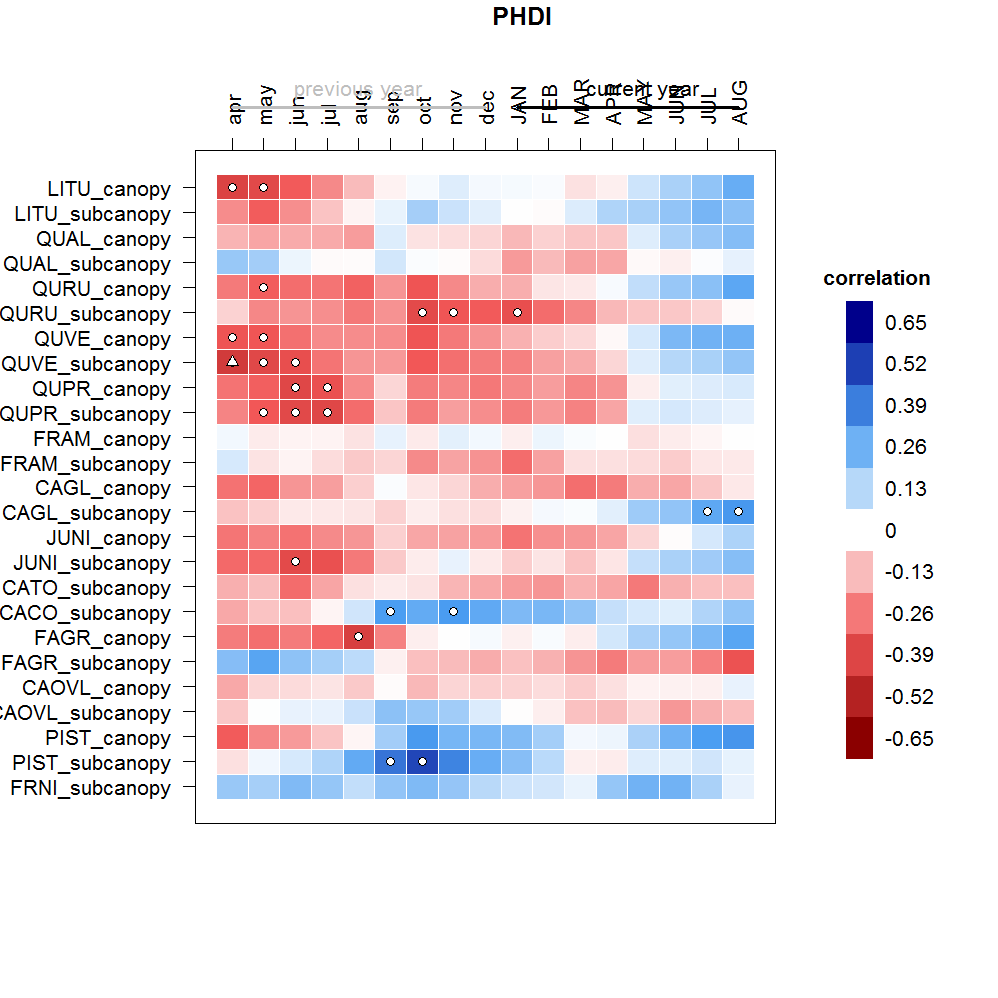 PHDI
previous year
current year
apr
may
jun
jul
aug
sep
oct
nov
dec
JAN
FEB
MAR
APR
MAY
JUN
JUL
AUG
LITU_canopy
LITU_subcanopy
QUAL_canopy
QUAL_subcanopy
QURU_canopy
QURU_subcanopy
QUVE_canopy
QUVE_subcanopy
QUPR_canopy
QUPR_subcanopy
FRAM_canopy
FRAM_subcanopy
CAGL_canopy
CAGL_subcanopy
JUNI_canopy
JUNI_subcanopy
CATO_subcanopy
CACO_subcanopy
FAGR_canopy
FAGR_subcanopy
CAOVL_canopy
CAOVL_subcanopy
PIST_canopy
PIST_subcanopy
FRNI_subcanopy
correlation
0.65
0.52
0.39
0.26
0.13
0
-0.13
-0.26
-0.39
-0.52
-0.65